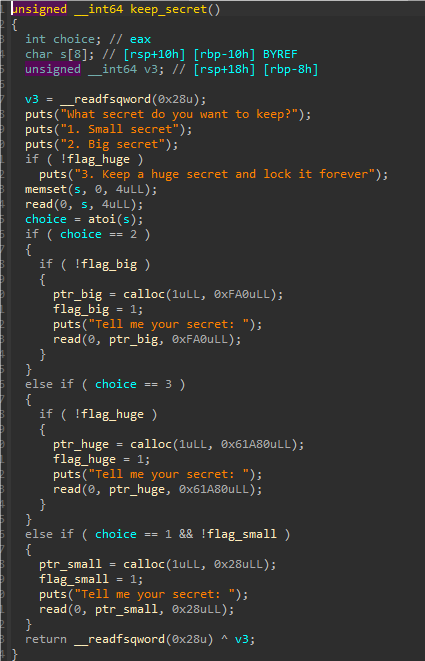 unsigned __int64 keep_secret()
{
int choice; // eax
char s[8]; // [rsp+10h] [rbp-10h] BYREF
unsigned __int64 v3; // [rsp+18h] [rbp-8h]
v3 = __readfsqword(0x28u);
puts("What secret do you want to keep?");
puts("1. Small secret");
puts("2. Big secret");
if ( !flag_huge )
puts("3. Keep a huge secret and lock it forever");
memset(s, 0, 4uLL);
read(0, s, 4uLL);
choice = atoi(s);
if ( choice == 2 )
{
if ( !flag_big )
{
ptr_big = calloc(1uLL, 0xFA0uLL);
flag_big = 1;
puts("Tell me your secret: ");
read(0, ptr_big, 0xFA0uLL);
}
}
else if ( choice == 3 )
{
if ( !flag_huge )
{
ptr_huge = calloc(1uLL, 0x61A80uLL);
flag_huge = 1;
puts("Tell me your secret: ");
read(0, ptr_huge, 0x61A80uLL);
}
}
else if ( choice == 1 && !flag_small )
{
ptr_small = calloc(1uLL, 0x28uLL);
flag_small = 1;
puts("Tell me your secret: ");
read(0, ptr_small, 0x28uLL);
}
return __readfsqword(0x28u) ^ v3;
}